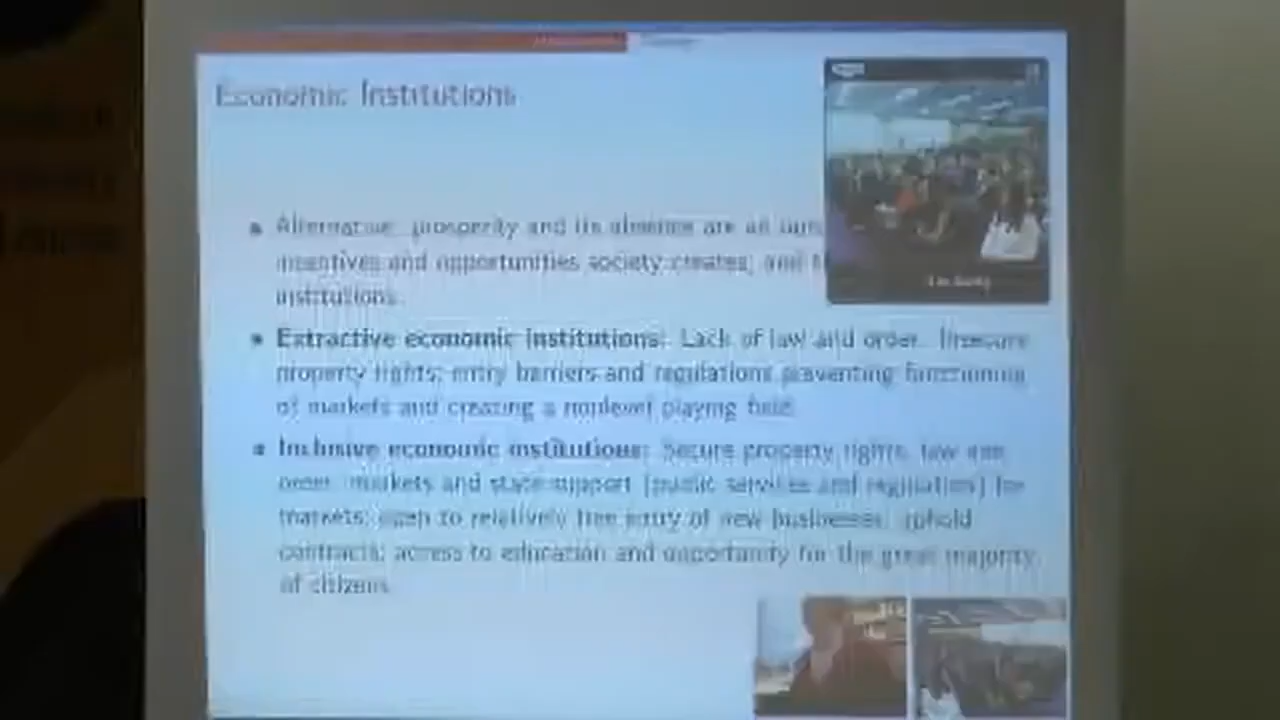 Economic Institutions
Alternative: prosperity and its absence are an
incentives and opportunities society creates; and
institutions.
Extractive economic institutions: Lack of law and order. Insecure
property rights; entry barriers and regulations preventing functioning
of markets and creating a nonlevel playing field.
Inclusive economic institutions: Secure property rights, law and
order, markets and state support (public services and regulation) for
markets; open to relatively free entry of new businesses; uphold
contracts; access to education and opportunity for the great majority
of citizens.